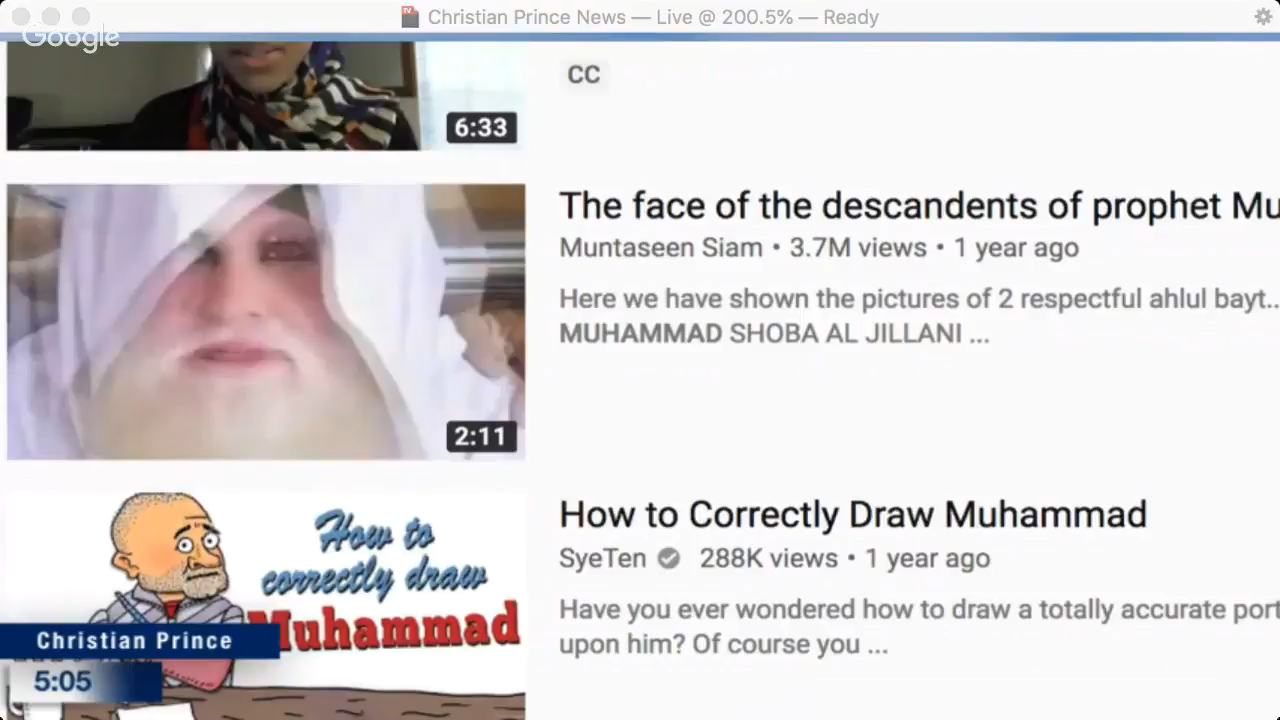 Christian Prince News — Live @ 200.5% — Ready
Google
CC
6:33
The face of the descandents of prophet Mu
Muntaseen Siam • 3.7M views • 1 year ago
Here we have shown the pictures of 2 respectful ahlul bayt..
MUHAMMAD SHOBA AL JILLANI ...
2:11
How to
correctly draw
Muhammad
How to Correctly Draw Muhammad
SyeTen 288K views • 1 year ago
Have you ever wondered how to draw a totally accurate port
upon him? Of course you ...
Christian Prince
5:05